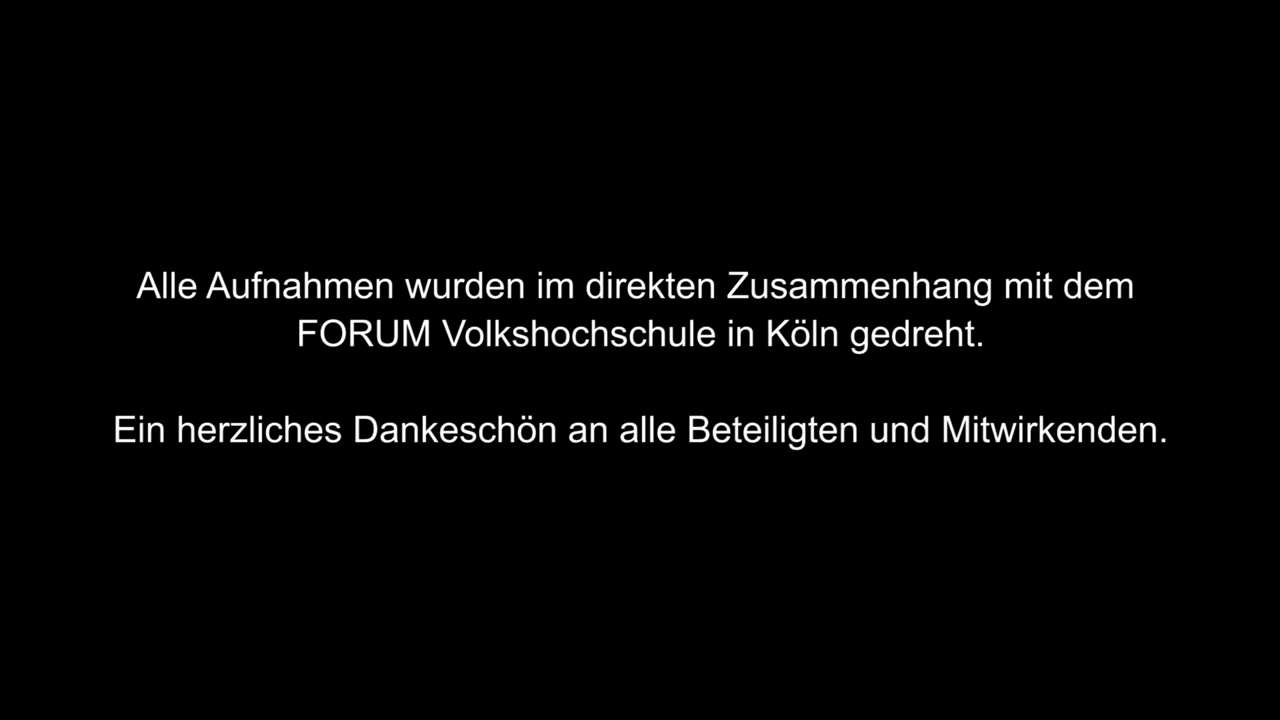 Alle Aufnahmen wurden im direkten Zusammenhang mit dem
FORUM Volkshochschule in Köln gedreht.
Ein herzliches Dankeschön an alle Beteiligten und Mitwirkenden.